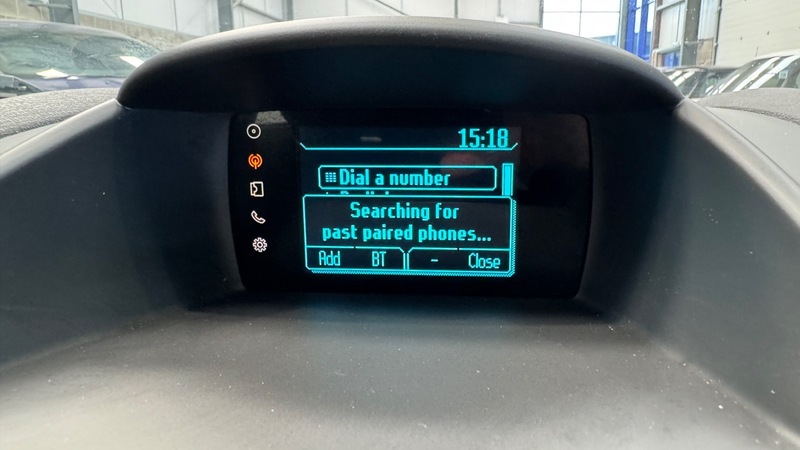 15:18
Dial a number
Searching for
past paired phones...
Add BT - Close